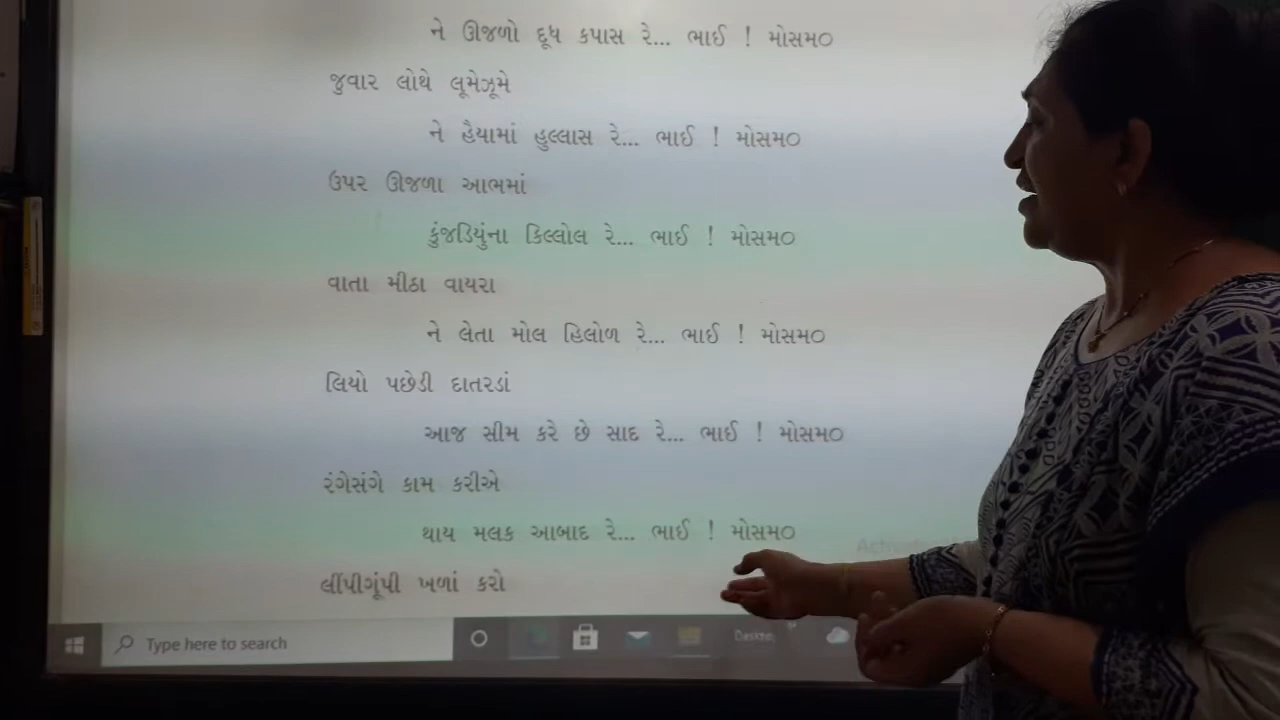 ને ઊજળો દૂધ કપાસ રે... ભાઈ ! મોસમ૦
જુવાર લોથે લૂમેઝૂમે
ને હૈયામાં હુલ્લાસ રે... ભાઈ ! મોસમ૦
ઉપર ઊજળા આભમાં
કુંજડિયુંના કિલ્લોલ રે... ભાઈ ! મોસમ૦
વાતા મીઠા વાયરા
ને લેતા મોલ હિલોળ રે... ભાઈ ! મોસમ૦
લિયો પછેડી દાતરડાં
આજ સીમ કરે છે સાદ રે... ભાઈ ! મોસમ૦
રંગેસંગે કામ કરીએ
થાય મલક આબાદ રે... ભાઈ ! મોસમ૦
લીંપીગૂંપી ખળાં કરો
Type here to search